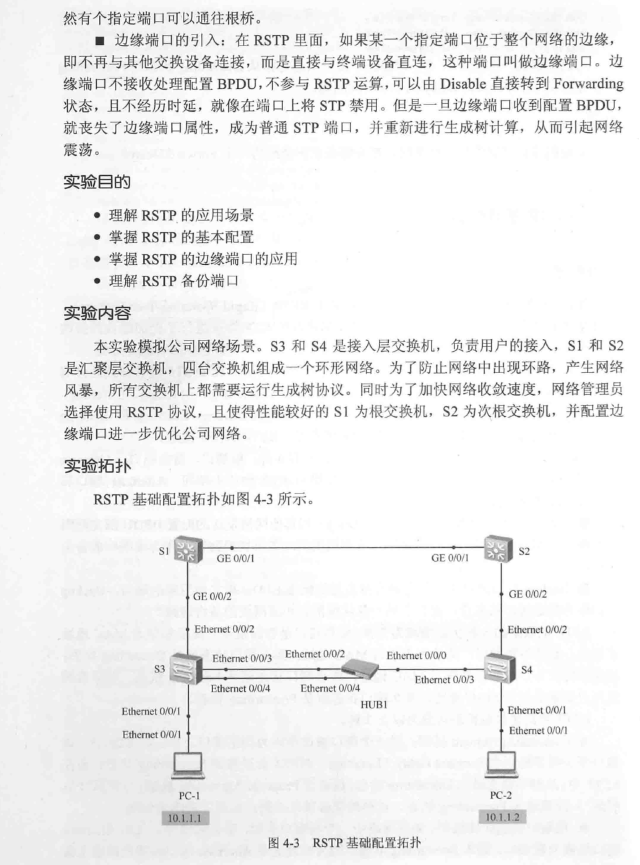 然有个指定端口可以通往根桥。
■ 边缘端口的引入：在 RSTP 里面，如果某一个指定端口位于整个网络的边缘，
即不再与其他交换设备连接，而是直接与终端设备直连，这种端口叫做边缘端口。边
缘端口不接收处理配置 BPDU，不参与 RSTP 运算，可以由 Disable 直接转到 Forwarding
状态，且不经历时延，就像在端口上将 STP 禁用。但是一旦边缘端口收到配置 BPDU，
就丧失了边缘端口属性，成为普通 STP 端口，并重新进行生成树计算，从而引起网络
震荡。
实验目的
● 理解 RSTP 的应用场景
● 掌握 RSTP 的基本配置
● 掌握 RSTP 的边缘端口的应用
● 理解 RSTP 备份端口
实验内容
本实验模拟公司网络场景。S3 和 S4 是接入层交换机，负责用户的接入，S1 和 S2
是汇聚层交换机，四台交换机组成一个环形网络。为了防止网络中出现环路，产生网络
风暴，所有交换机上都需要运行生成树协议。同时为了加快网络收敛速度，网络管理员
选择使用 RSTP 协议，且使得性能较好的 S1 为根交换机，S2 为次根交换机，并配置边
缘端口进一步优化公司网络。
实验拓扑
RSTP 基础配置拓扑如图 4-3 所示。
S1 GE 0/0/1 GE 0/0/1 S2
GE 0/0/2 GE 0/0/2
Ethernet 0/0/2 Ethernet 0/0/2
S3 Ethernet 0/0/3 Ethernet 0/0/2 Ethernet 0/0/0 S4
Ethernet 0/0/4 Ethernet 0/0/4 Ethernet 0/0/3
HUB1
Ethernet 0/0/1 Ethernet 0/0/1
Ethernet 0/0/1 Ethernet 0/0/1
PC-1 PC-2
10.1.1.1 10.1.1.2
图 4-3 RSTP 基础配置拓扑